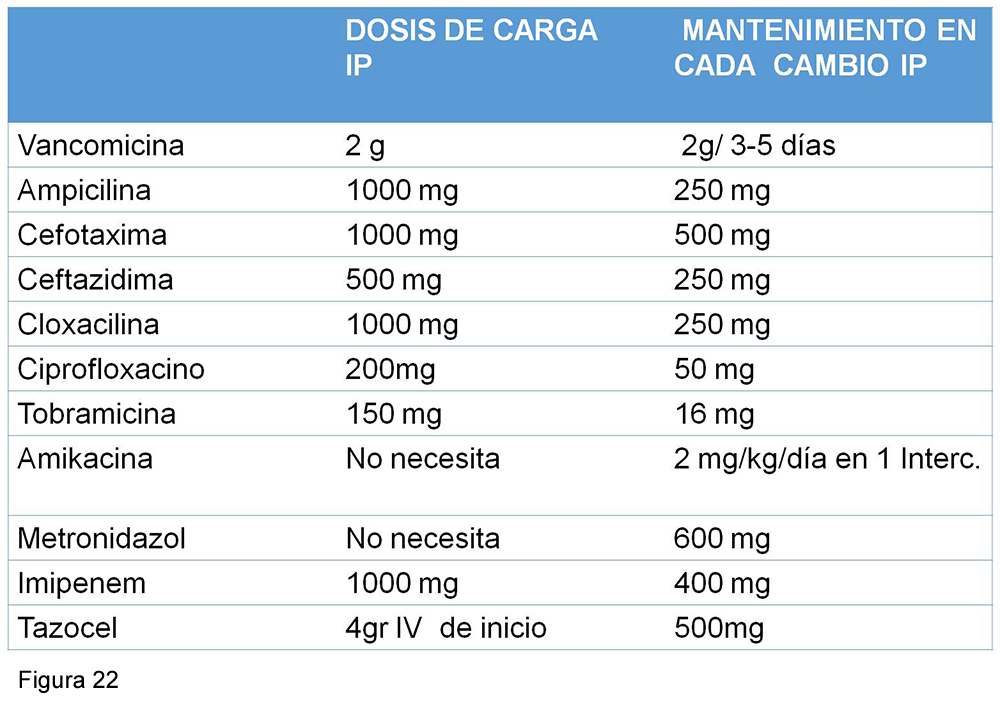 DOSIS DE CARGA IP MANTENIMIENTO EN CADA CAMBIO IP
Vancomicina 2 g 2g/ 3-5 días
Ampicilina 1000 mg 250 mg
Cefotaxima 1000 mg 500 mg
Ceftazidima 500 mg 250 mg
Cloxacilina 1000 mg 250 mg
Ciprofloxacino 200mg 50 mg
Tobramicina 150 mg 16 mg
Amikacina No necesita 2 mg/kg/día en 1 Interc.
Metronidazol No necesita 600 mg
Imipenem 1000 mg 400 mg
Tazocel 4gr IV de inicio 500mg
Figura 22